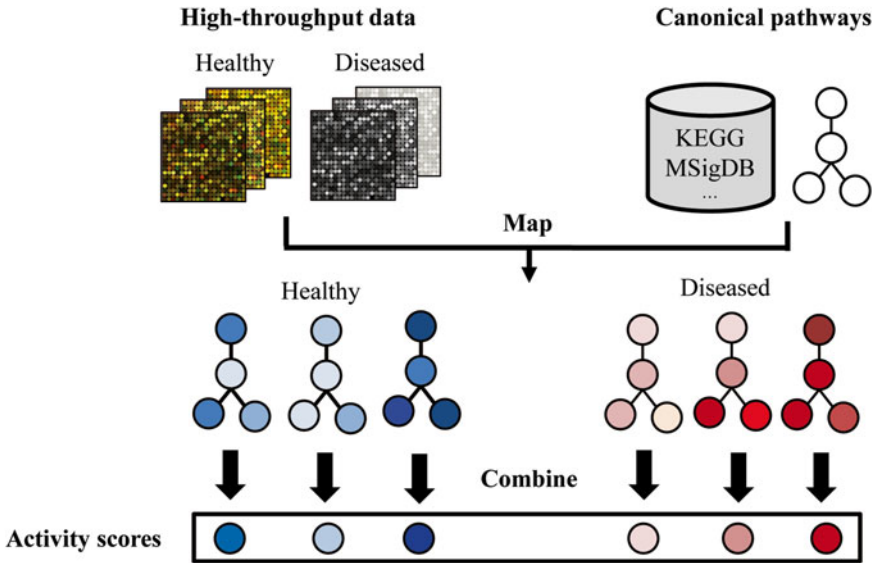 High-throughput data
Canonical pathways
Healthy
Diseased
KEGG
MSigDB
...
Map
Healthy
Diseased
Combine
Activity scores